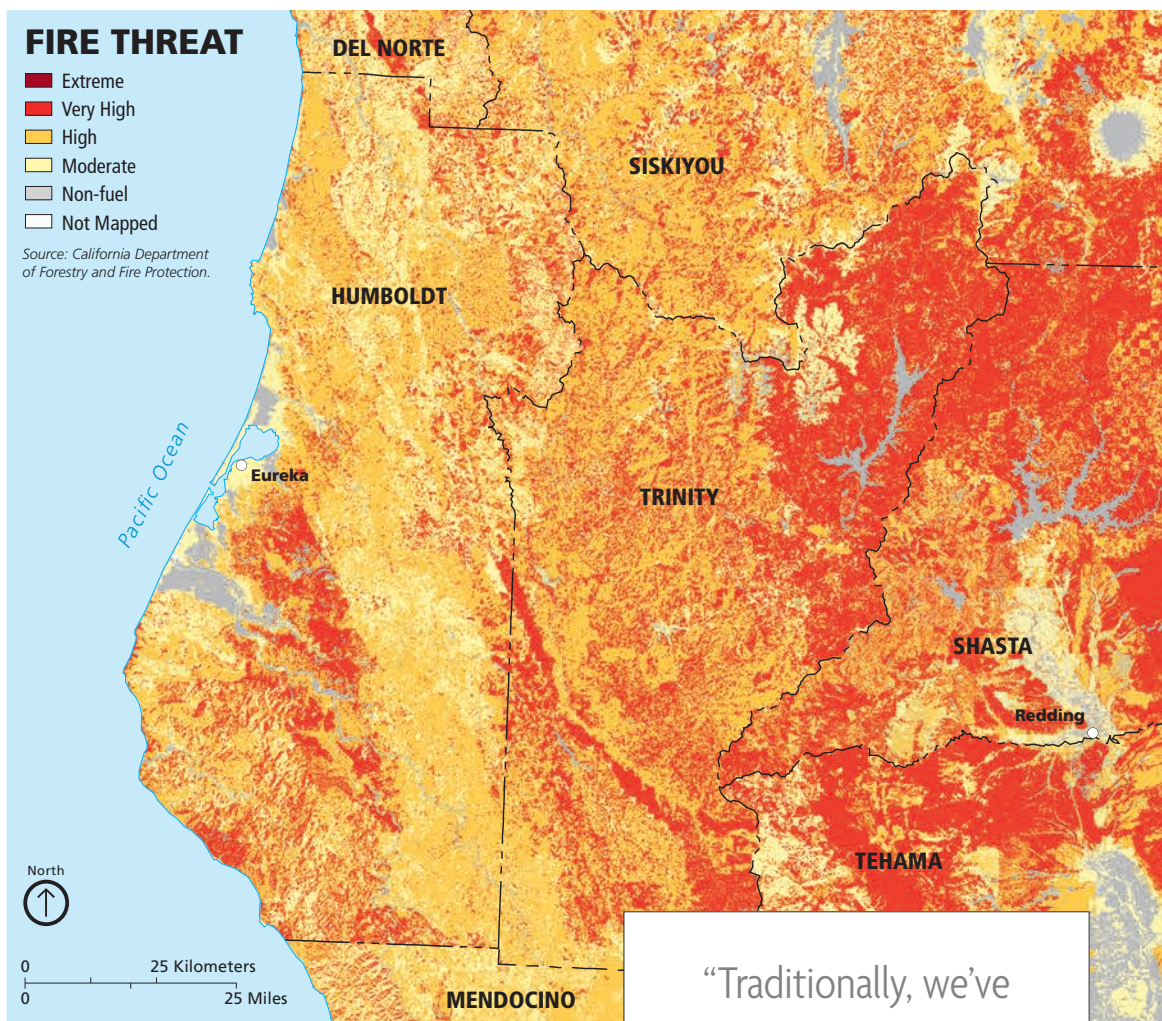 FIRE THREAT
Extreme
Very High
High
Moderate
Non-fuel
Not Mapped
Source: California Department
of Forestry and Fire Protection.
DEL NORTE
SISKIYOU
HUMBOLDT
Pacific Ocean
Eureka
TRINITY
SHASTA
Redding
TEHAMA
North
0 25 Kilometers
0 25 Miles
MENDOCINO
“Traditionally, we’ve